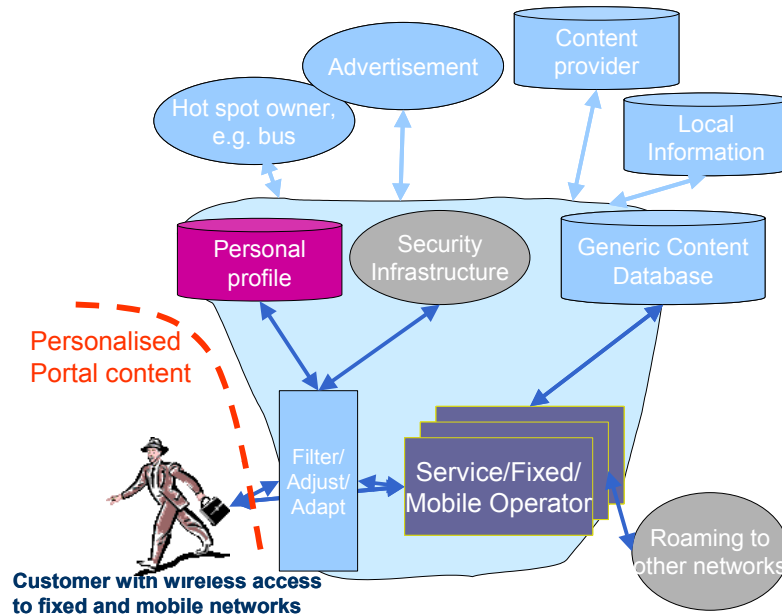 Content
provider
Advertisement
Hot spot owner,
e.g. bus
Local
Information
Personal
profile
Security
Infrastructure
Generic Content
Database
Personalised
Portal content
Filter/
Adjust/
Adapt
Service/Fixed/
Mobile Operator
Roaming to
other networks
Customer with wireless access
to fixed and mobile networks